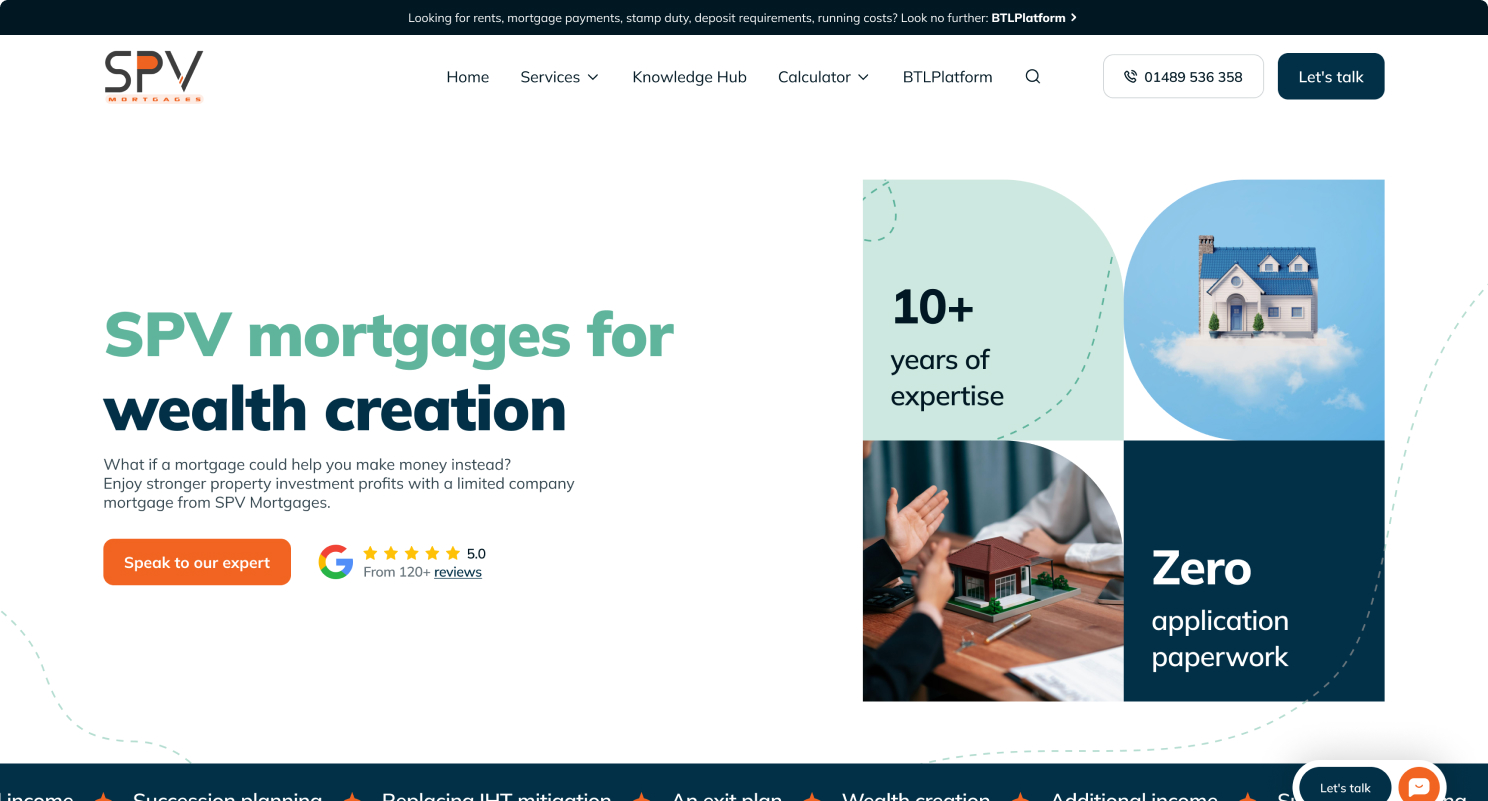 Looking for rents, mortgage payments, stamp duty, deposit requirements, running costs? Look no further: BTLPlatform
SPV
MORTGAGES
Home
Services
Knowledge Hub
Calculator
BTLPlatform
01489 536 358
Let's talk
SPV mortgages for
wealth creation
What if a mortgage could help you make money instead?
Enjoy stronger property investment profits with a limited company
mortgage from SPV Mortgages.
Speak to our expert
5.0
From 120+ reviews
10+
years of
expertise
Zero
application
paperwork
income
Succession planning
Replacing IHT mitigation
An exit plan
Wealth creation
Additional income
Let's talk